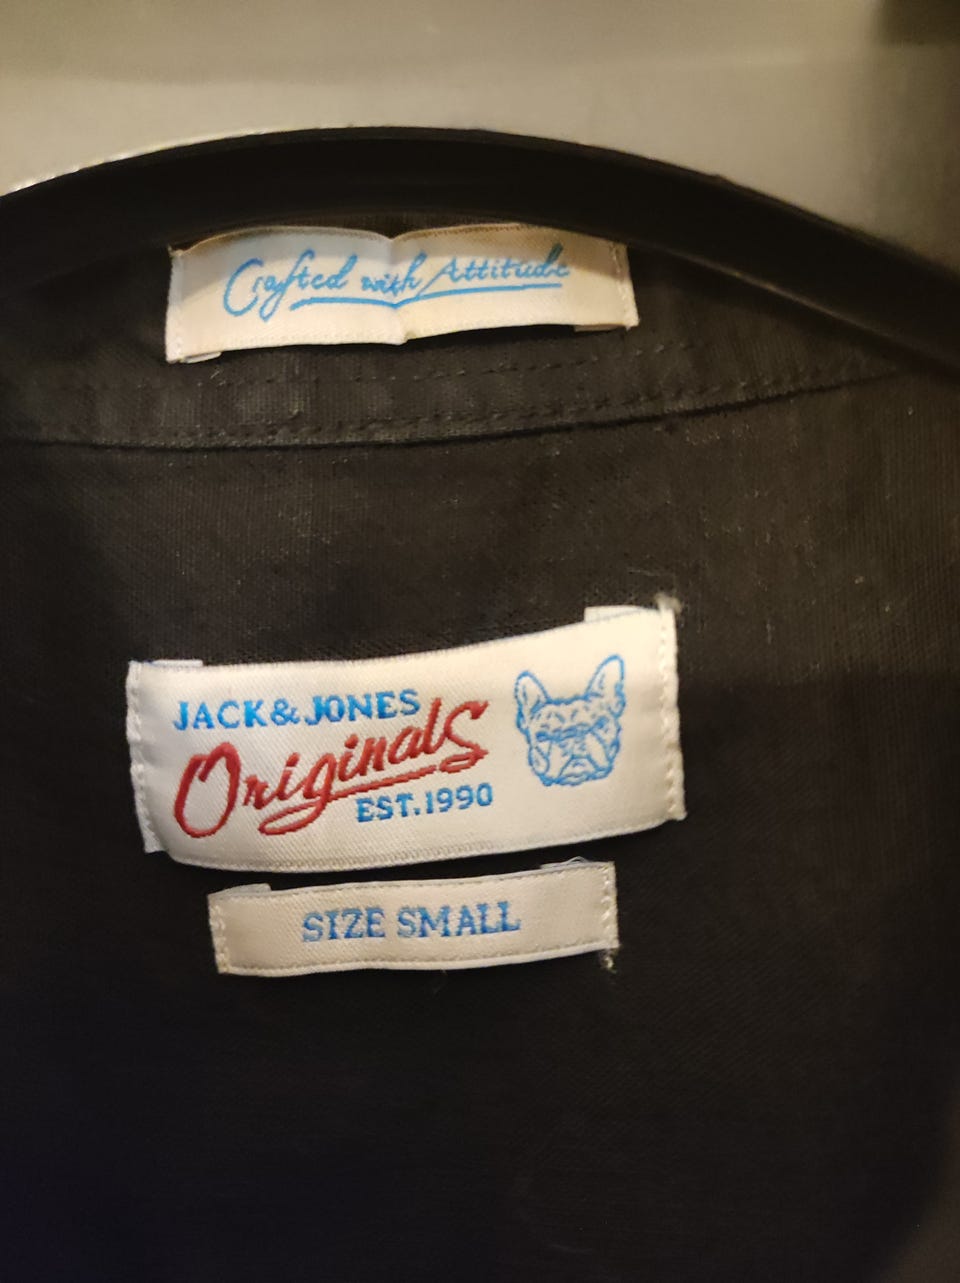 Crafted with Attitude
JACK&JONES
Originals
EST.1990
SIZE SMALL